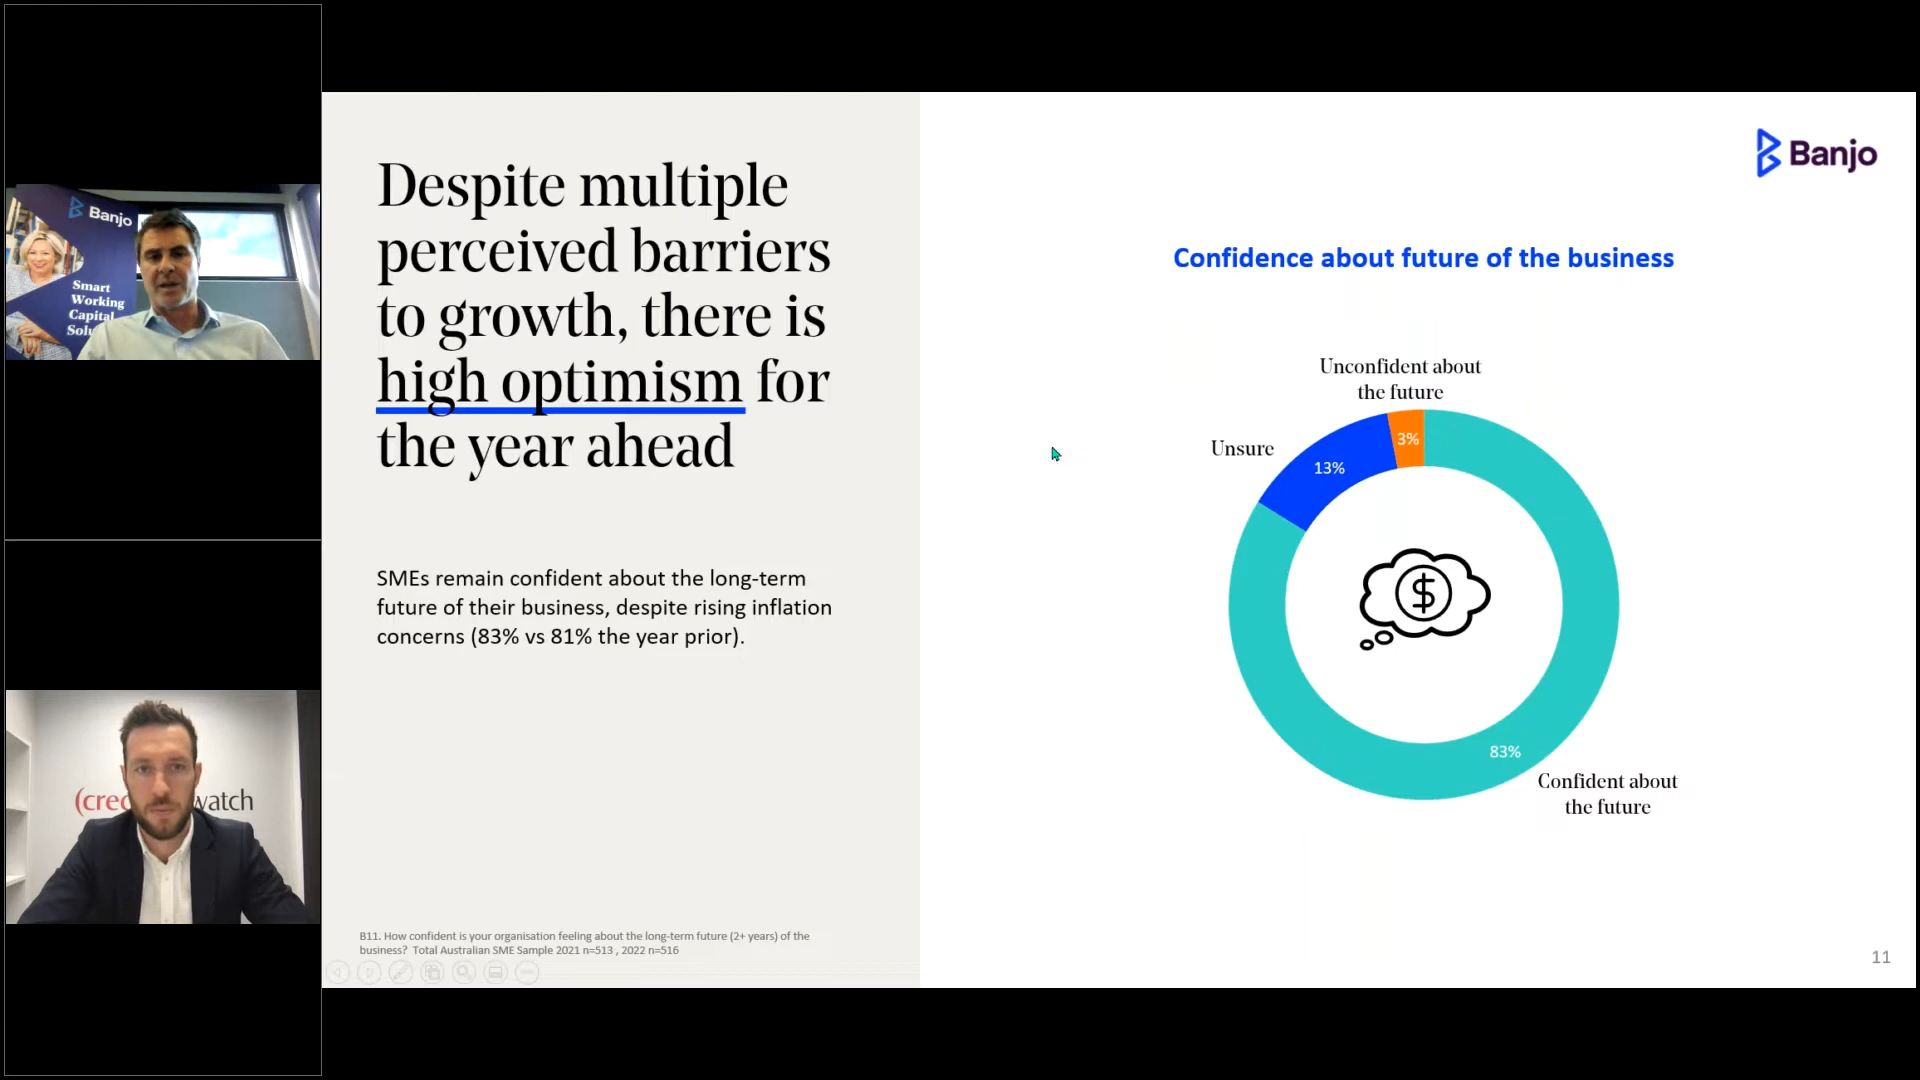 Banjo
Smart
Working
Capital
Despite multiple
perceived barriers
to growth, there is
high optimism for
the year ahead
SMEs remain confident about the long-term
future of their business, despite rising inflation
concerns (83% vs 81% the year prior).
B11. How confident is your organisation feeling about the long-term future (2+ years) of the
business? Total Australian SME Sample 2021 n=513 , 2022 n=516
Banjo
Confidence about future of the business
Unconfident about
the future
3%
Unsure
13%
$
83%
Confident about
the future
11